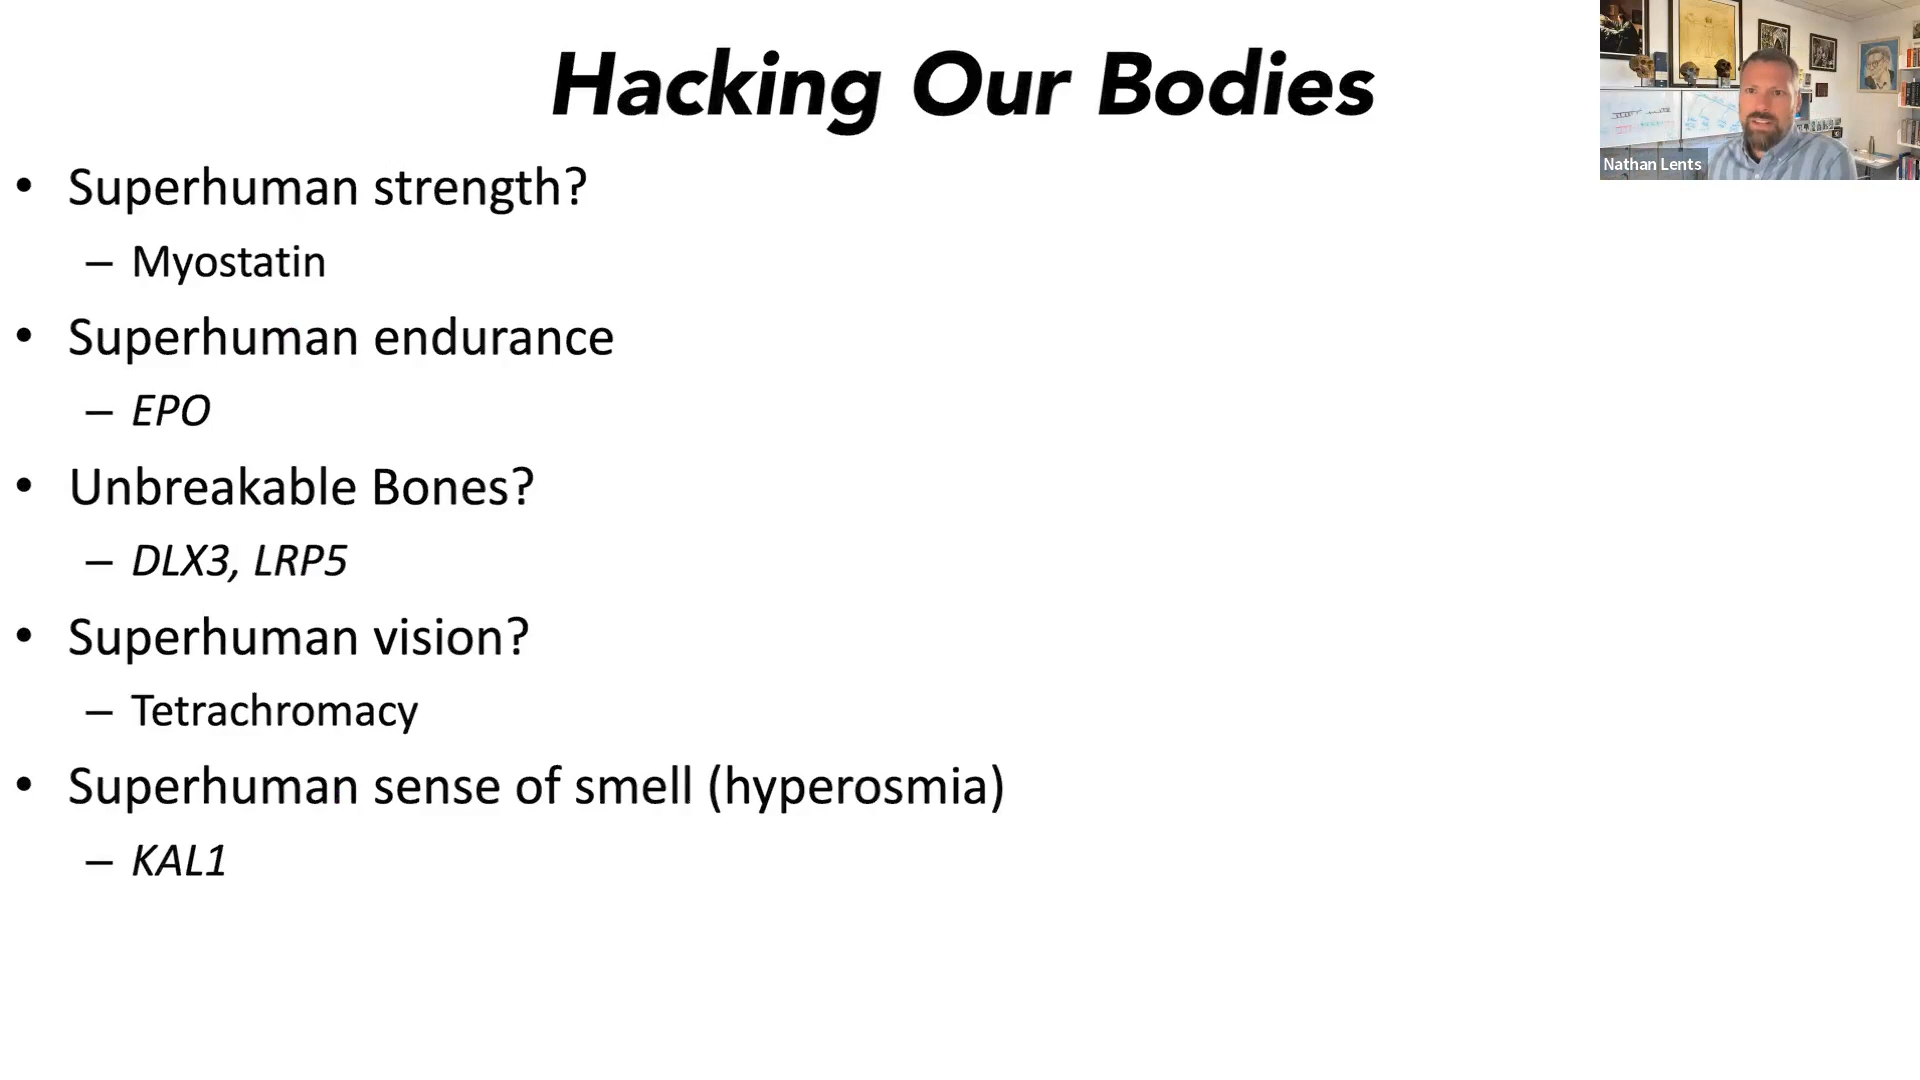 Hacking Our Bodies
Nathan Lents
• Superhuman strength?
– Myostatin
• Superhuman endurance
– EPO
• Unbreakable Bones?
– DLX3, LRP5
• Superhuman vision?
– Tetrachromacy
• Superhuman sense of smell (hyperosmia)
– KAL1